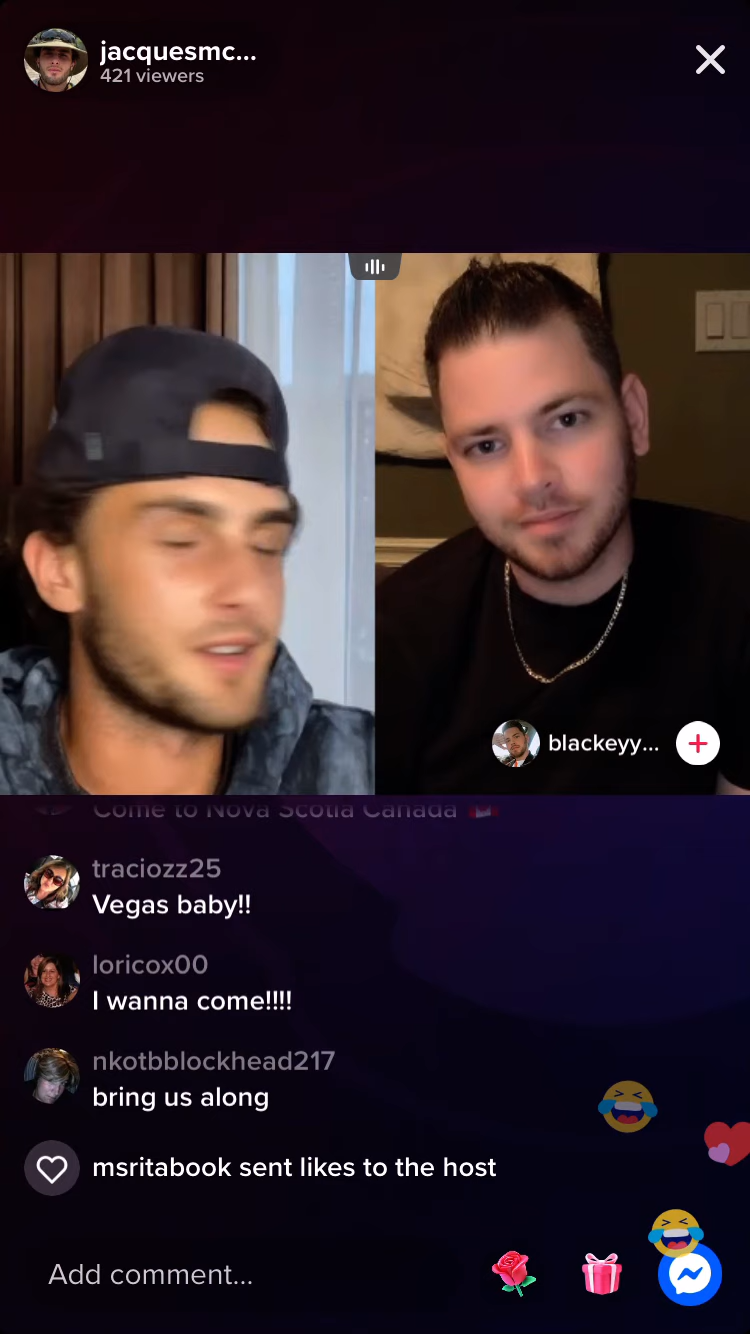 jacquesmc...
421 viewers
blackeyy...
Come to Nova Scotia Canada 🇨🇦
traciozz25
Vegas baby!!
loricox00
I wanna come!!!!
nkotbblockhead217
bring us along
msritabook sent likes to the host
Add comment...